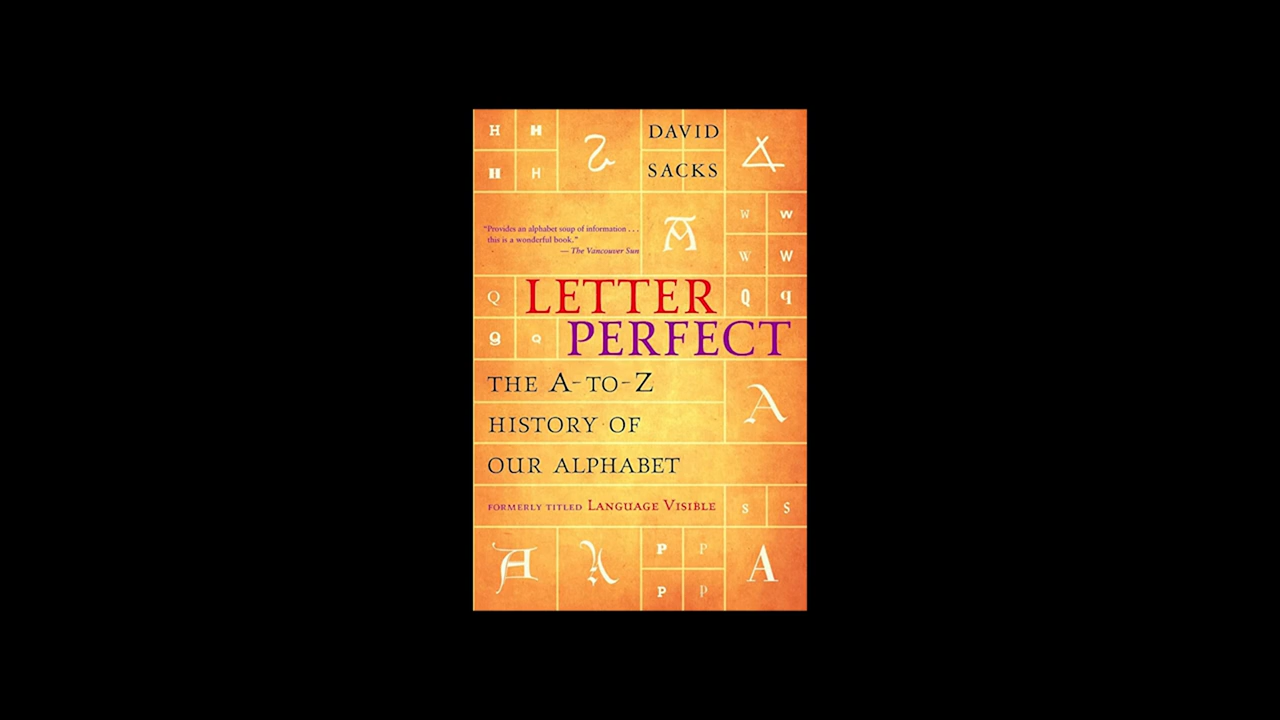 H H
H H
DAVID
SACKS
A
A
W W
W W
"Provides an alphabet soup of information . . .
this is a wonderful book."
— The Vancouver Sun
Q
LETTER
Q q
Q Q
PERFECT
THE A-TO-Z
HISTORY OF
OUR ALPHABET
A
FORMERLY TITLED LANGUAGE VISIBLE
S S
A A
P P
P P
A